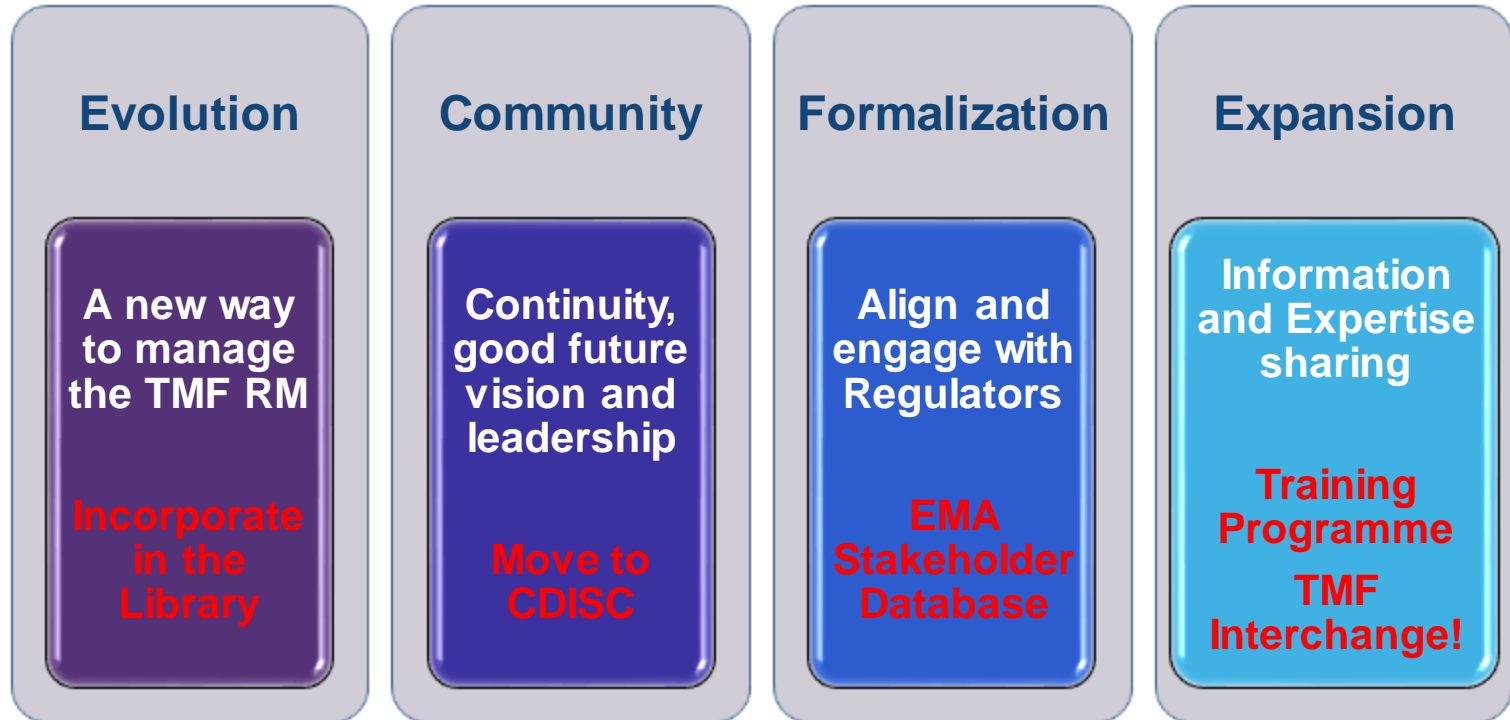 Evolution
A new way
to manage
the TMF RM
Incorporate
in the
Library
Community
Continuity,
good future
vision and
leadership
Move to
CDISC
Formalization
Align and
engage with
Regulators
EMA
Stakeholder
Database
Expansion
Information
and Expertise
sharing
Training
Programme
TMF
Interchange!